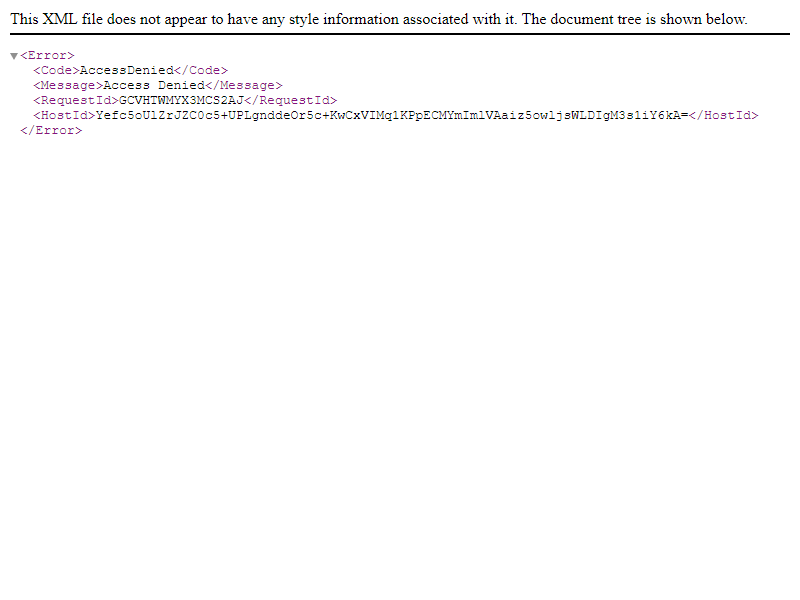 This XML file does not appear to have any style information associated with it. The document tree is shown below.
▼<Error>
<Code>AccessDenied</Code>
<Message>Access Denied</Message>
<RequestId>GCVHTWMYX3MCS2AJ</RequestId>
<HostId>Yefc5oUlZrJZC0c5+UPLgnddeOr5c+KwCxVIMq1KPpECMYmImlVAaiz5owljsWLDIgM3s1iY6kA=</HostId>
</Error>